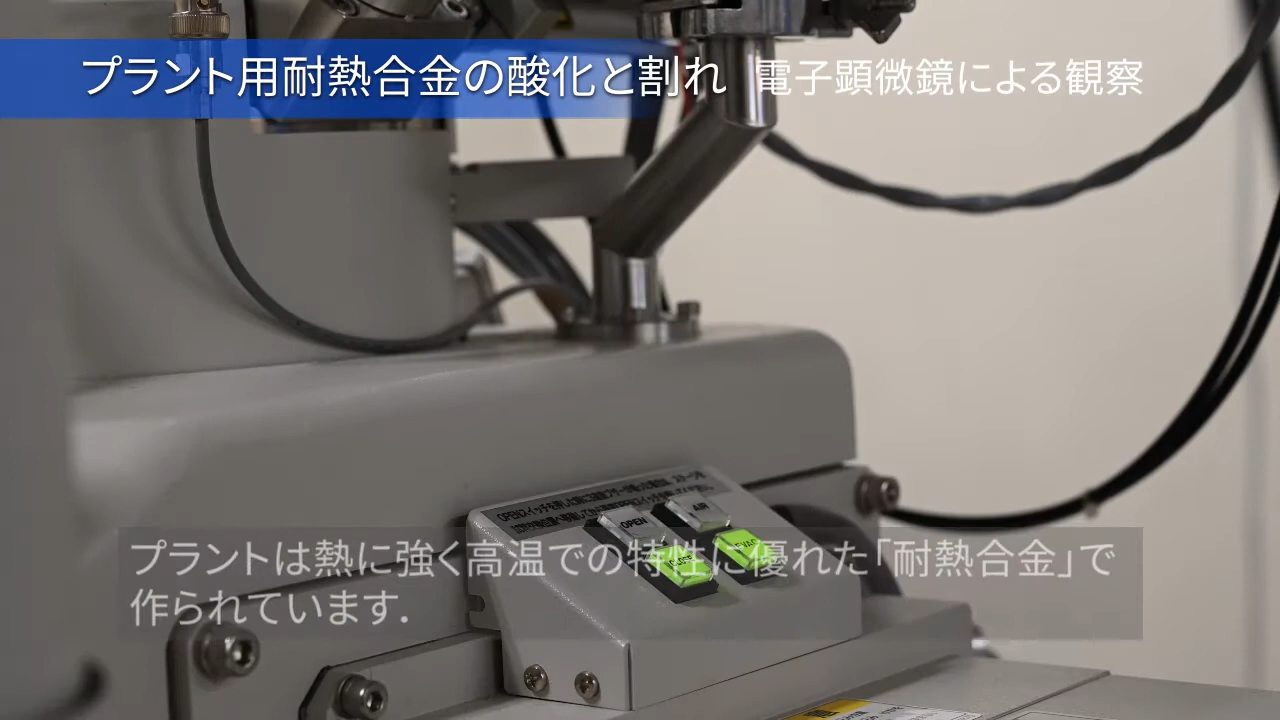 プラント用耐熱合金の酸化と割れ 電子顕微鏡による観察
OPEN
AIR
CLOSE
EVAC
プラントは熱に強く高温での特性に優れた「耐熱合金」で
作られています.